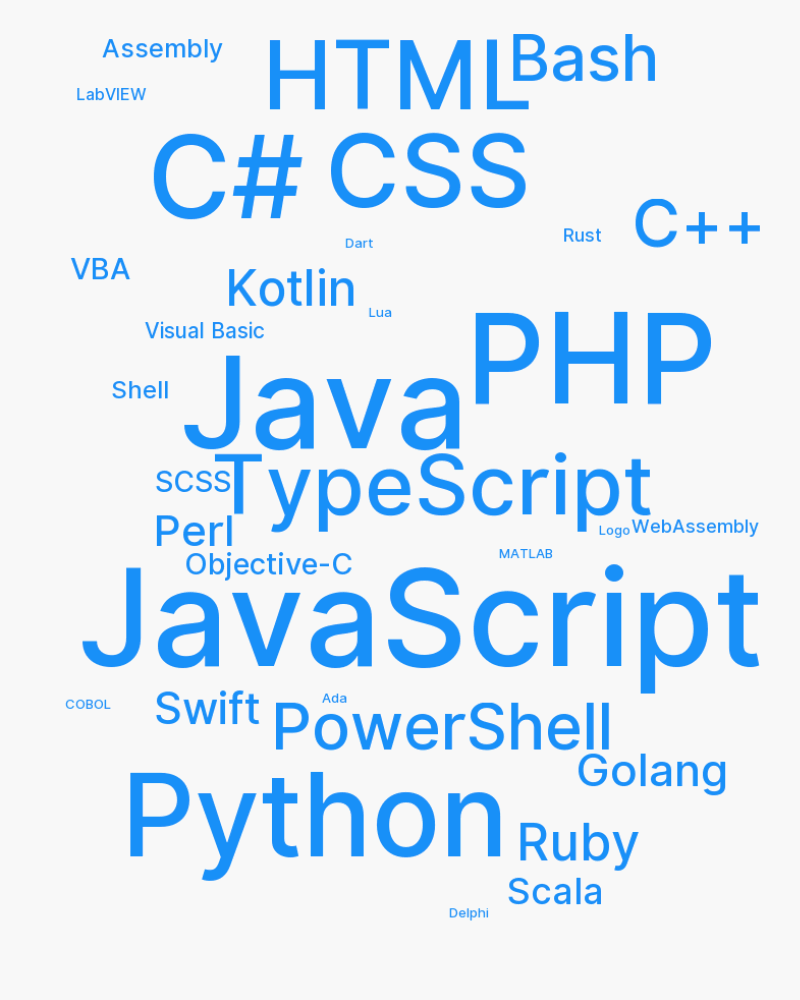 Assembly
HTML
Bash
LabVIEW
C#
CSS
C++
Rust
Dart
VBA
Kotlin
Lua
Visual Basic
PHP
Shell
Java
SCSS
TypeScript
Perl
Logo
WebAssembly
Objective-C
MATLAB
JavaScript
COBOL
Swift
Ada
PowerShell
Golang
Python
Ruby
Scala
Delphi